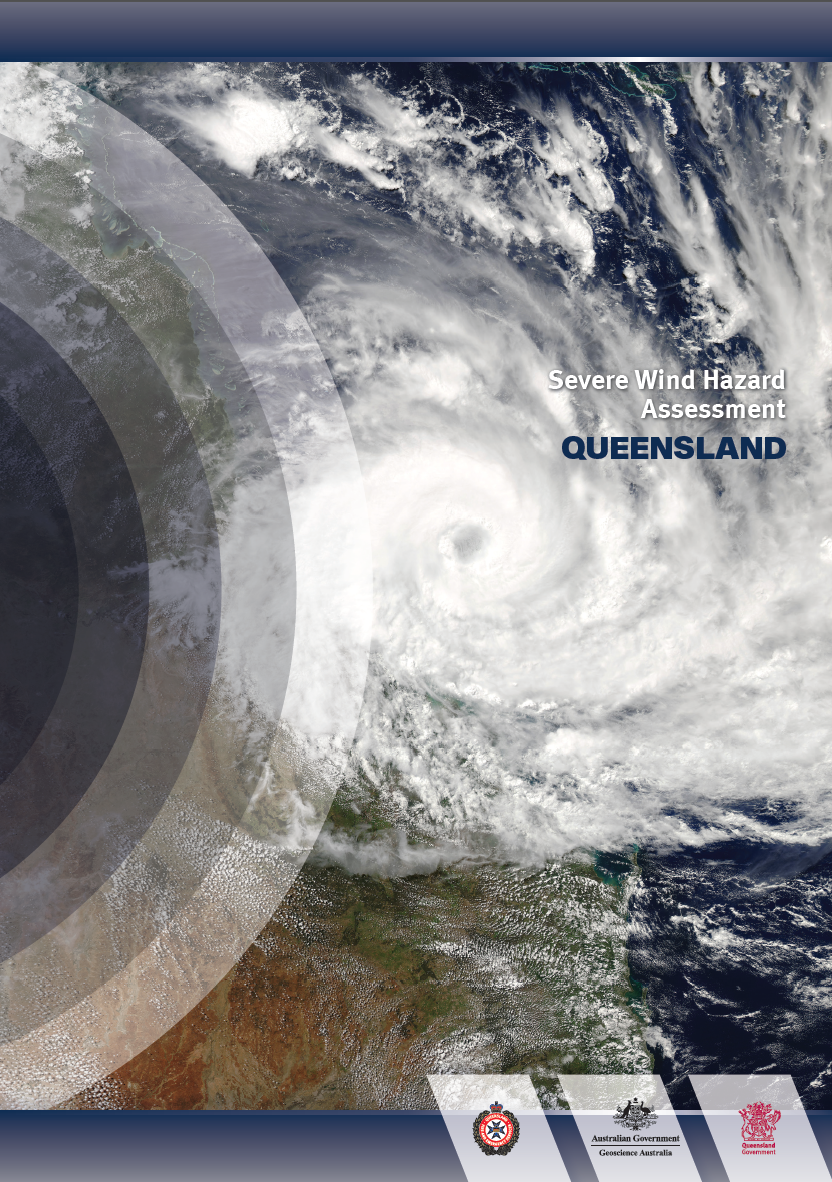 Severe Wind Hazard
Assessment
QUEENSLAND
Australian Government
Geoscience Australia
Queensland
Government